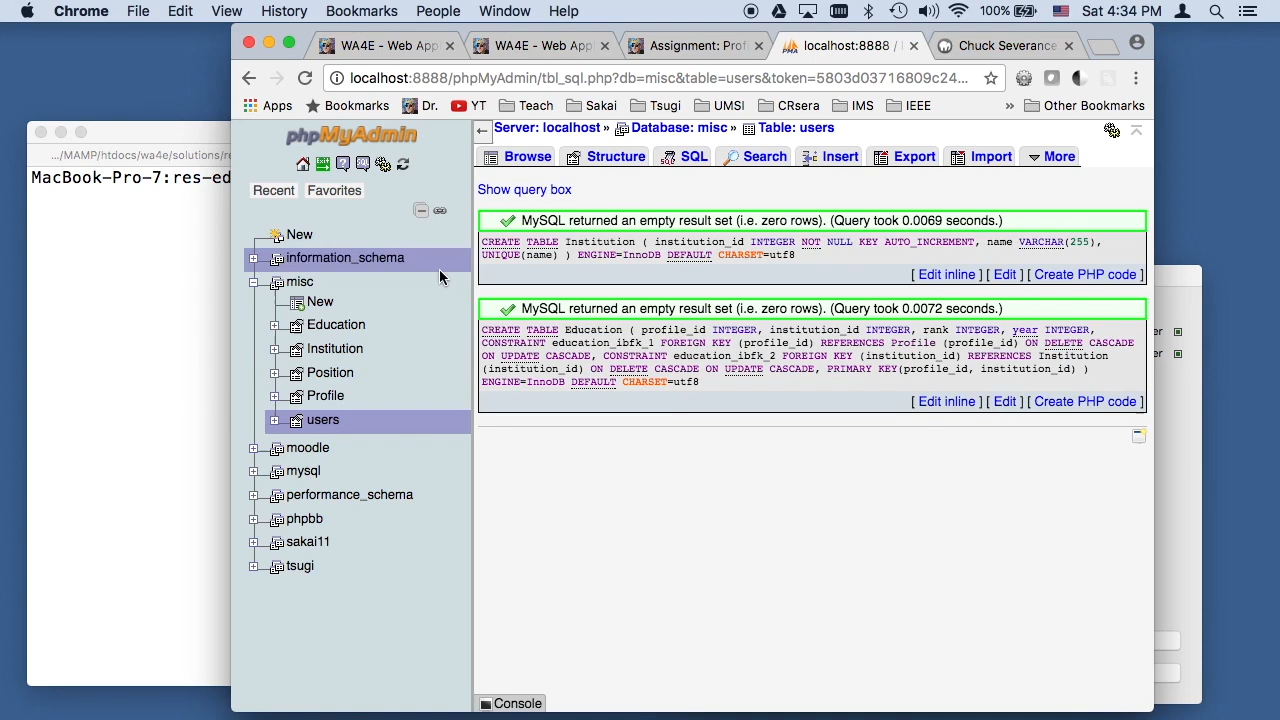 Chrome File Edit View History Bookmarks People Window Help 100% Sat 4:34 PM
WA4E - Web App WA4E - Web App Assignment: Prof localhost:8888 / Chuck Severance
localhost:8888/phpMyAdmin/tbl_sql.php?db=misc&table=users&token=5803d03716809c24...
Apps Bookmarks Dr. YT Teach Sakai Tsugi UMSI CRsera IMS IEEE » Other Bookmarks
.../MAMP/htdocs/wa4e/solutions/re
MacBook-Pro-7:res-ed
phpMyAdmin
Recent Favorites
New
information_schema
misc
New
Education
Institution
Position
Profile
users
moodle
mysql
performance_schema
phpbb
sakai11
tsugi
Server: localhost » Database: misc » Table: users
Browse Structure SQL Search Insert Export Import More
Show query box
MySQL returned an empty result set (i.e. zero rows). (Query took 0.0069 seconds.)
CREATE TABLE Institution ( institution_id INTEGER NOT NULL KEY AUTO_INCREMENT, name VARCHAR(255),
UNIQUE(name) ) ENGINE=InnoDB DEFAULT CHARSET=utf8
[ Edit inline ] [ Edit ] [ Create PHP code ]
MySQL returned an empty result set (i.e. zero rows). (Query took 0.0072 seconds.)
CREATE TABLE Education ( profile_id INTEGER, institution_id INTEGER, rank INTEGER, year INTEGER,
CONSTRAINT education_ibfk_1 FOREIGN KEY (profile_id) REFERENCES Profile (profile_id) ON DELETE CASCADE
ON UPDATE CASCADE, CONSTRAINT education_ibfk_2 FOREIGN KEY (institution_id) REFERENCES Institution
(institution_id) ON DELETE CASCADE ON UPDATE CASCADE, PRIMARY KEY(profile_id, institution_id) )
ENGINE=InnoDB DEFAULT CHARSET=utf8
[ Edit inline ] [ Edit ] [ Create PHP code ]
Console